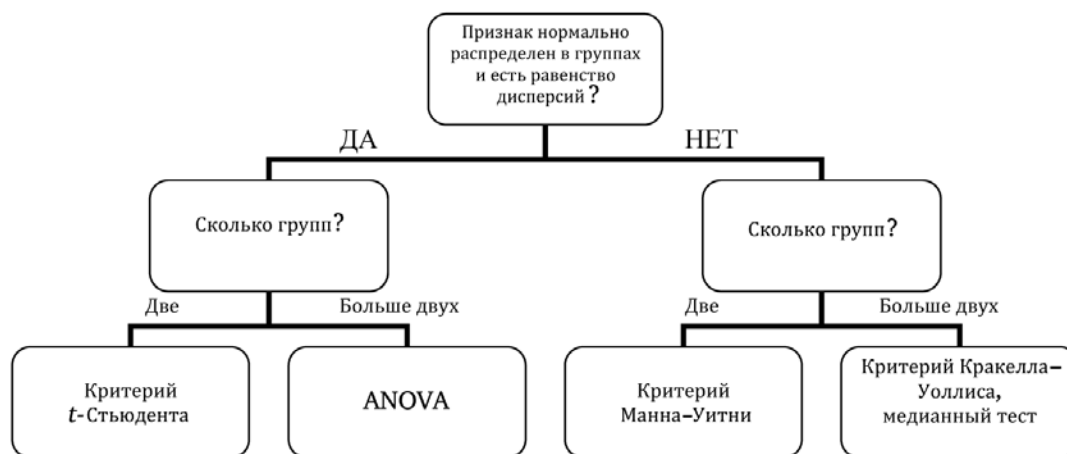 Признак нормально
распределен в группах
и есть равенство
дисперсий?
ДА
НЕТ
Сколько групп?
Сколько групп?
Две
Больше двух
Две
Больше двух
Критерий
t-Стьюдента
ANOVA
Критерий
Манна–Уитни
Критерий Кракелла–
Уоллиса,
медианный тест